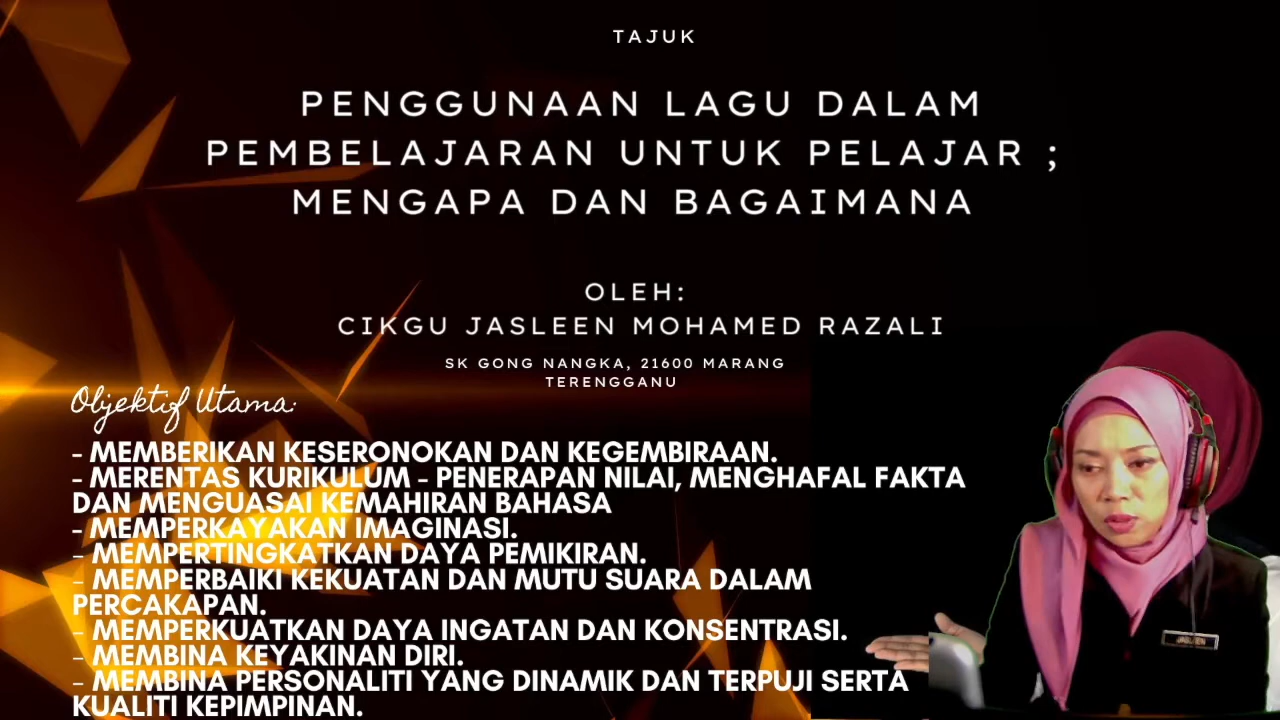 TAJUK
PENGGUNAAN LAGU DALAM
PEMBELAJARAN UNTUK PELAJAR ;
MENGAPA DAN BAGAIMANA
OLEH:
CIKGU JASLEEN MOHAMED RAZALI
SK GONG NANGKA, 21600 MARANG
TERENGGANU
Objektif Utama:
- MEMBERIKAN KESERONOKAN DAN KEGEMBIRAAN.
- MERENTAS KURIKULUM - PENERAPAN NILAI, MENGHAFAL FAKTA
DAN MENGUASAI KEMAHIRAN BAHASA
- MEMPERKAYAKAN IMAGINASI.
- MEMPERTINGKATKAN DAYA PEMIKIRAN.
- MEMPERBAIKI KEKUATAN DAN MUTU SUARA DALAM
PERCAKAPAN.
- MEMPERKUATKAN DAYA INGATAN DAN KONSENTRASI.
- MEMBINA KEYAKINAN DIRI.
- MEMBINA PERSONALITI YANG DINAMIK DAN TERPUJI SERTA
KUALITI KEPIMPINAN.
JASLEEN